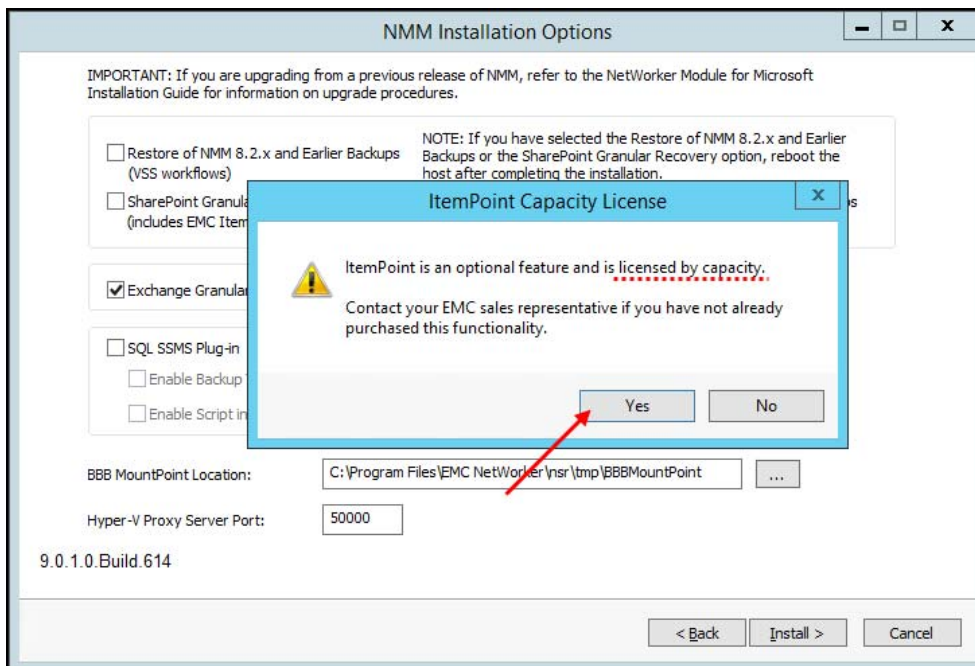 NMM Installation Options
IMPORTANT: If you are upgrading from a previous release of NMM, refer to the NetWorker Module for Microsoft
Installation Guide for information on upgrade procedures.
Restore of NMM 8.2.x and Earlier Backups
(VSS workflows)
NOTE: If you have selected the Restore of NMM 8.2.x and Earlier
Backups or the SharePoint Granular Recovery option, reboot the
host after completing the installation.
SharePoint Granula
(includes EMC Item
ItemPoint Capacity License
ItemPoint is an optional feature and is licensed by capacity.
Contact your EMC sales representative if you have not already
purchased this functionality.
Yes
No
Exchange Granular
SQL SSMS Plug-in
Enable Backup
Enable Script in
BBB MountPoint Location:
C:\Program Files\EMC NetWorker\nsr\tmp\BBBMountPoint
...
Hyper-V Proxy Server Port:
50000
9.0.1.0.Build.614
< Back
Install >
Cancel